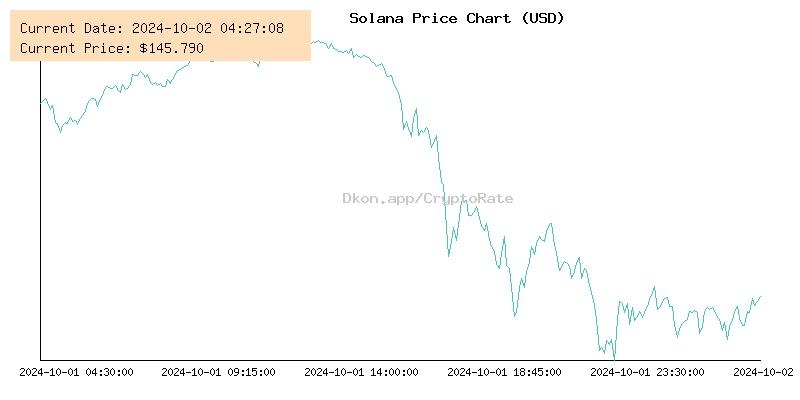 Solana Price Chart (USD)
Current Date: 2024-10-02 04:27:08
Current Price: $145.790
Dkon.app/CryptoRate
2024-10-01 04:30:00 2024-10-01 09:15:00 2024-10-01 14:00:00 2024-10-01 18:45:00 2024-10-01 23:30:00 2024-10-02